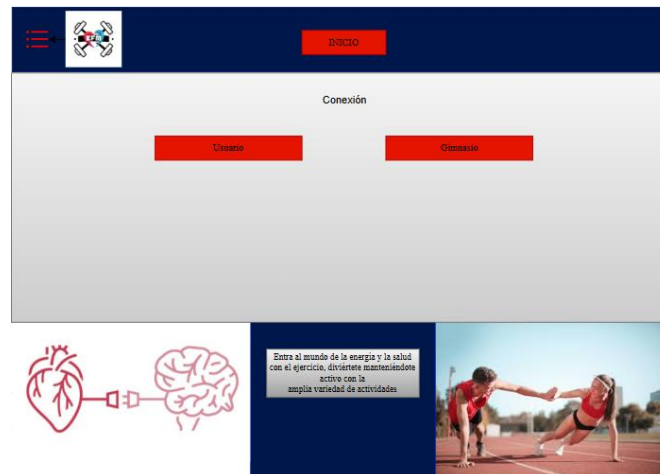 INICIO
Conexión
Usuario
Gimnasio
Entra al mundo de la energía y la salud
con el ejercicio, diviértete manteniéndote
activo con la
amplia variedad de actividades